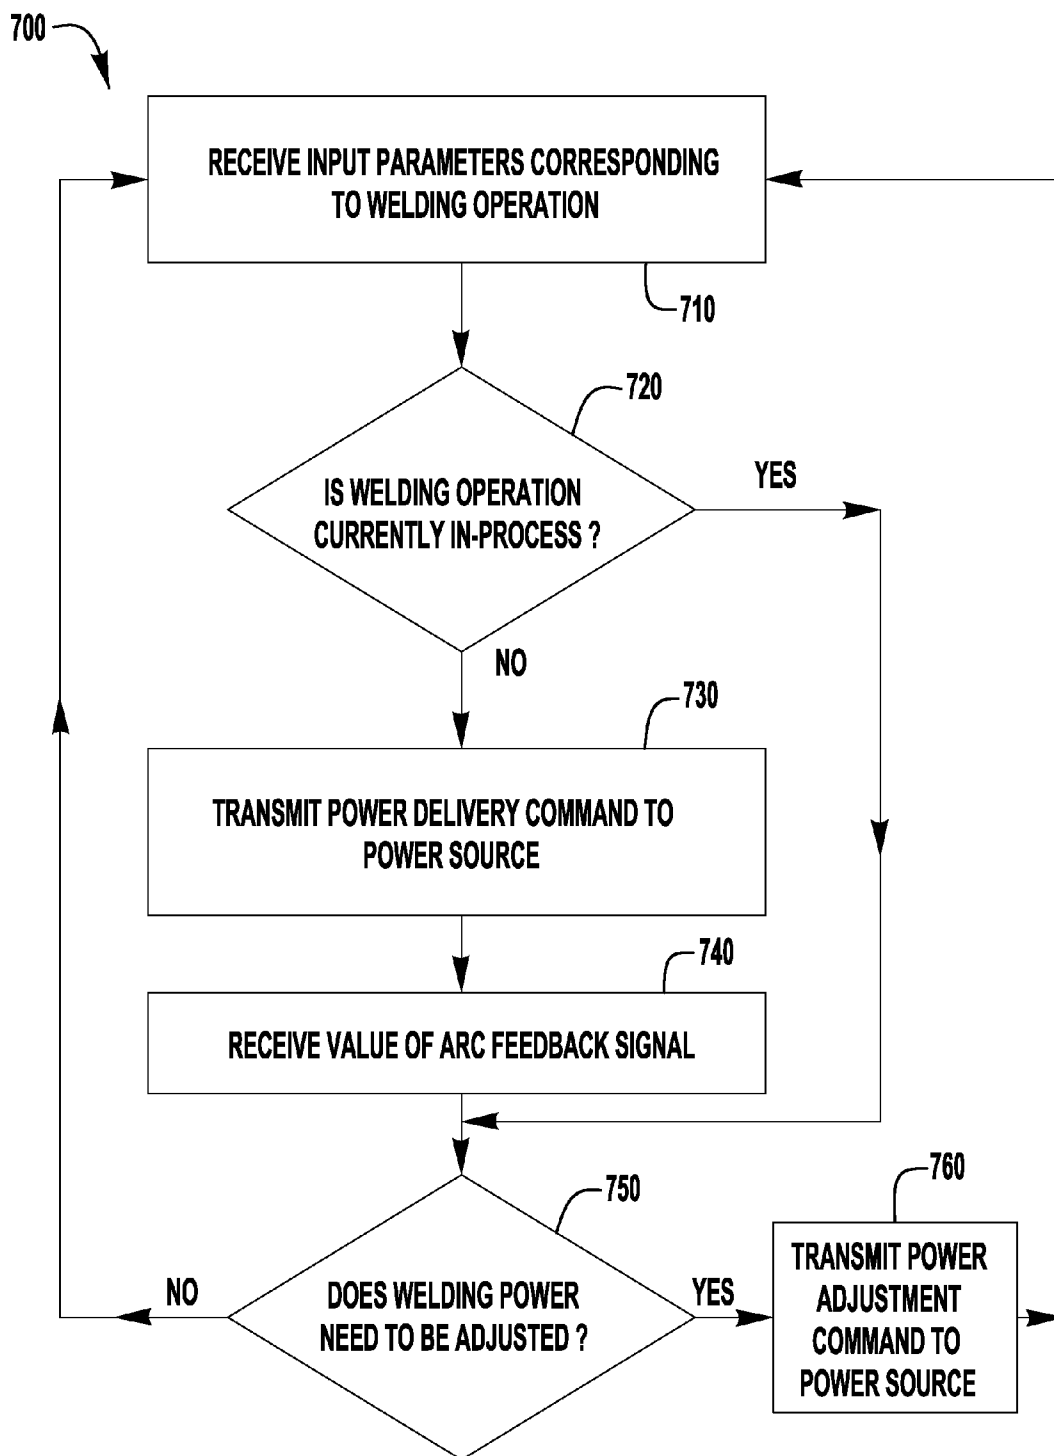 700
RECEIVE INPUT PARAMETERS CORRESPONDING
TO WELDING OPERATION
710
720
IS WELDING OPERATION
CURRENTLY IN-PROCESS ?
YES
NO
730
TRANSMIT POWER DELIVERY COMMAND TO
POWER SOURCE
740
RECEIVE VALUE OF ARC FEEDBACK SIGNAL
750
DOES WELDING POWER
NEED TO BE ADJUSTED ?
NO
YES
760
TRANSMIT POWER
ADJUSTMENT
COMMAND TO
POWER SOURCE